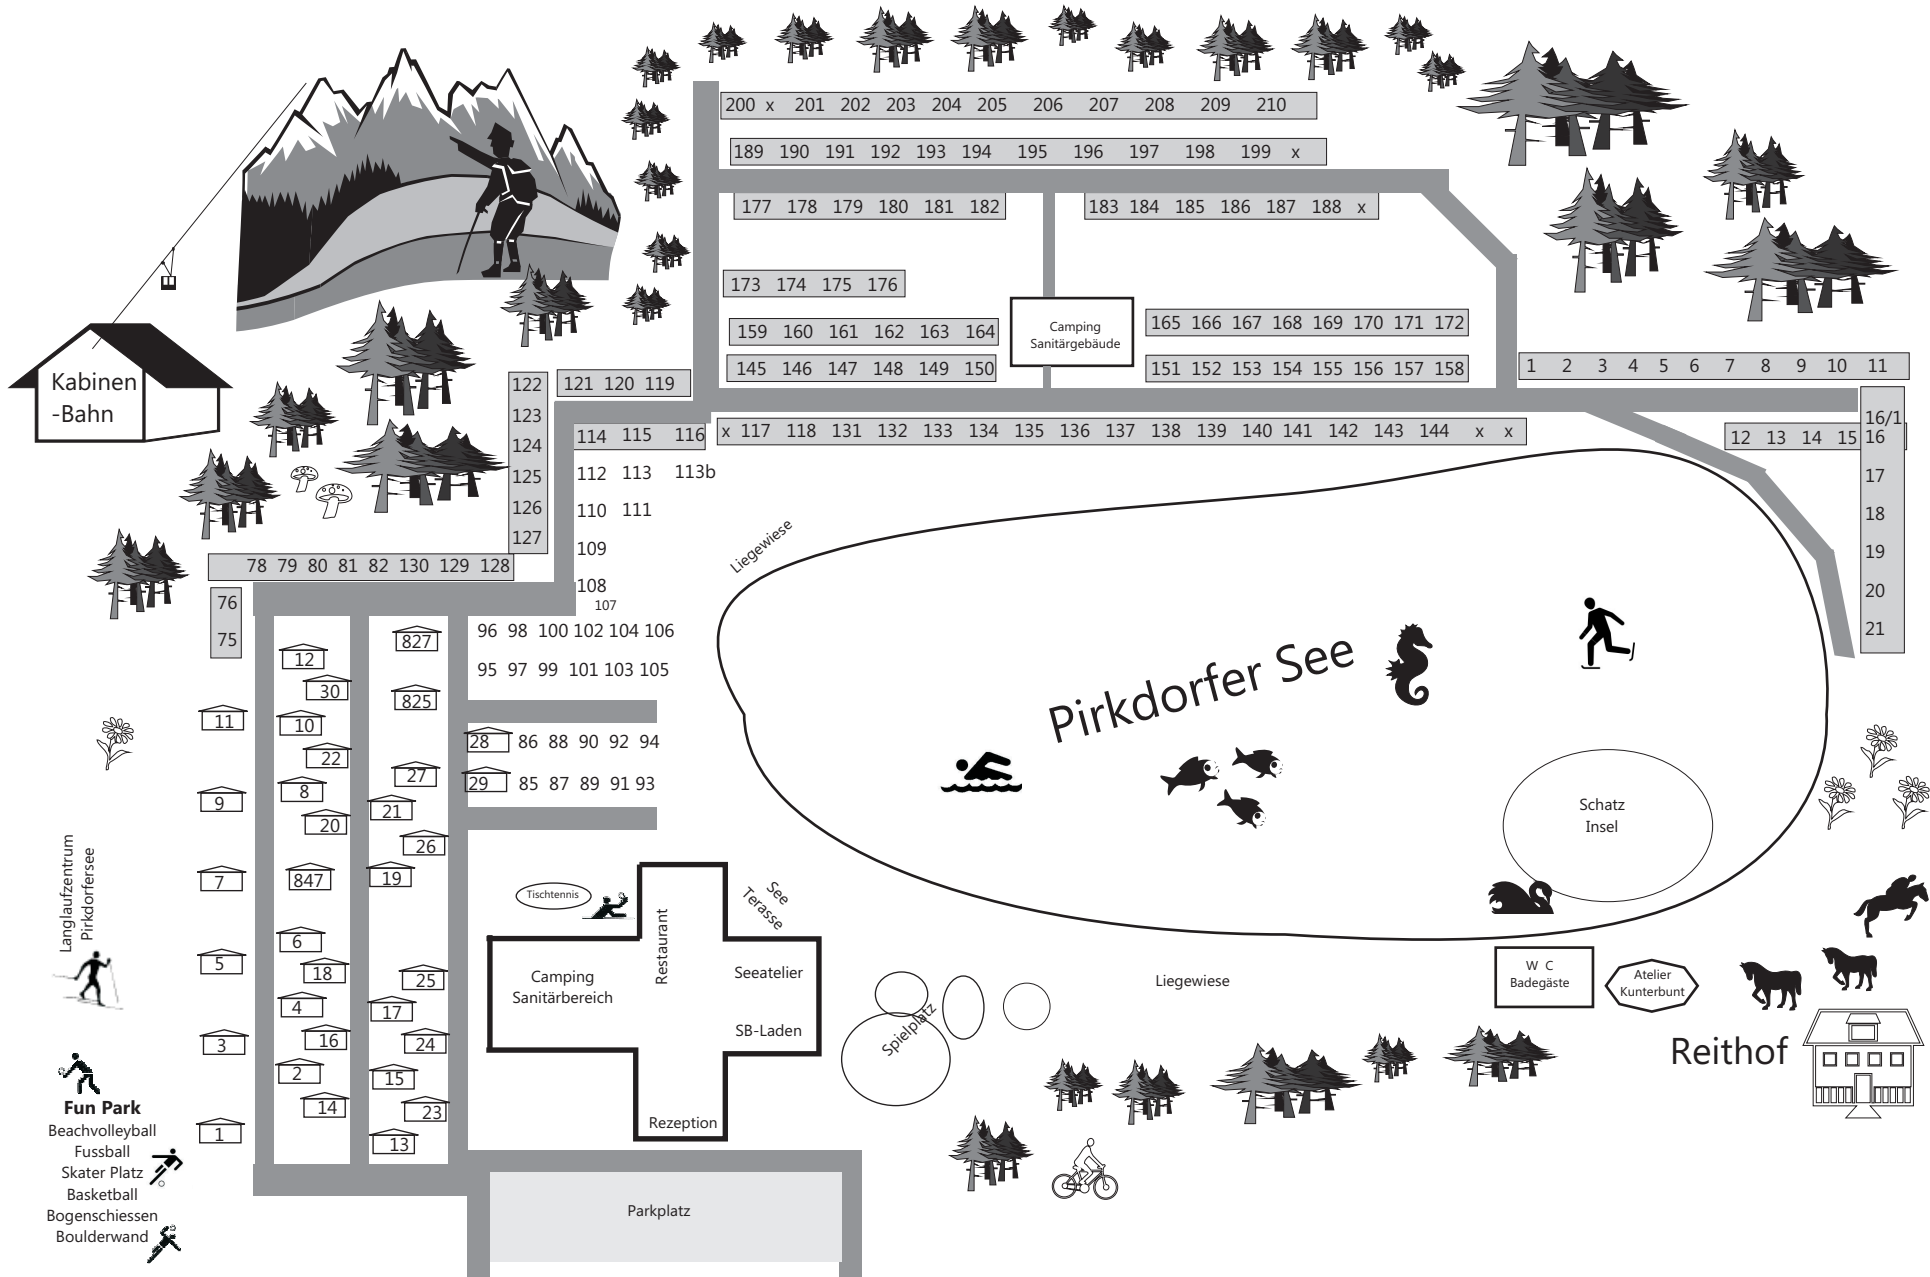 200 x 201 202 203 204 205 206 207 208 209 210
189 190 191 192 193 194 195 196 197 198 199 x
177 178 179 180 181 182
183 184 185 186 187 188 x
173 174 175 176
159 160 161 162 163 164
Camping
Sanitärgebäude
165 166 167 168 169 170 171 172
145 146 147 148 149 150
151 152 153 154 155 156 157 158
1 2 3 4 5 6 7 8 9 10 11
Kabinen
-Bahn
122
123
124
125
126
127
121 120 119
114 115 116
x 117 118 131 132 133 134 135 136 137 138 139 140 141 142 143 144 x x
12 13 14 15
16/1
16
17
18
19
20
21
112 113 113b
110 111
109
108
107
78 79 80 81 82 130 129 128
76
75
96 98 100 102 104 106
95 97 99 101 103 105
28 86 88 90 92 94
29 85 87 89 91 93
827
12
30
825
11
10
22
27
8
9
21
20
26
7
847
19
6
5
18
25
4
17
3
16
24
2
15
14
23
1
13
Liegewiese
Pirkdorfer See
Schatz
Insel
Langlaufzentrum
Pirkdorfersee
Tischtennis
Restaurant
See
Terasse
Camping
Sanitärbereich
Seeatelier
SB-Laden
Rezeption
Spielplatz
Liegewiese
W C
Badegäste
Atelier
Kunterbunt
Reithof
Fun Park
Beachvolleyball
Fussball
Skater Platz
Basketball
Bogenschiessen
Boulderwand
Parkplatz